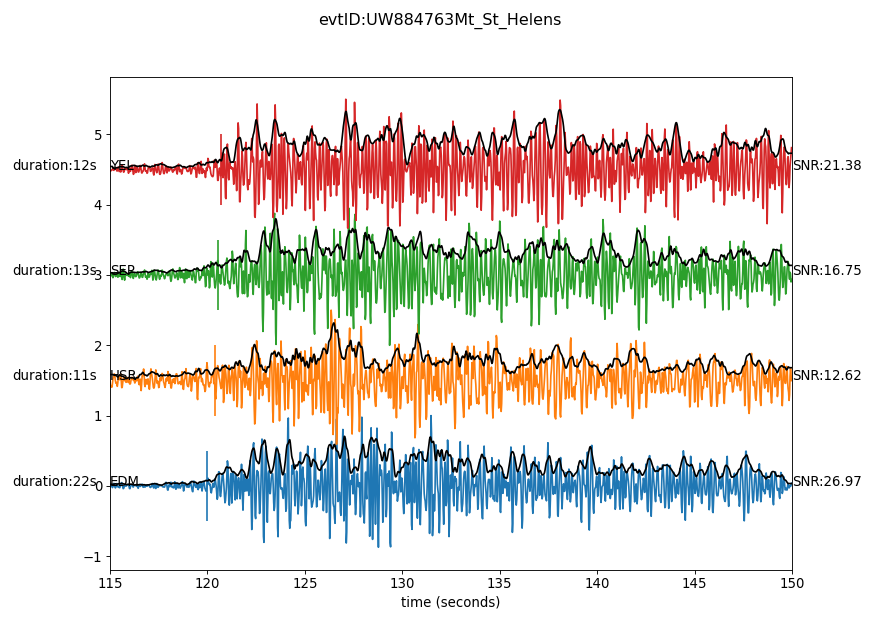 evtID:UW884763Mt_St_Helens
5
duration:12s YEL SNR:21.38
4
duration:13s SEP SNR:16.75
3
2
duration:11s HSR SNR:12.62
1
duration:22s EDM SNR:26.97
0
−1
115 120 125 130 135 140 145 150
time (seconds)